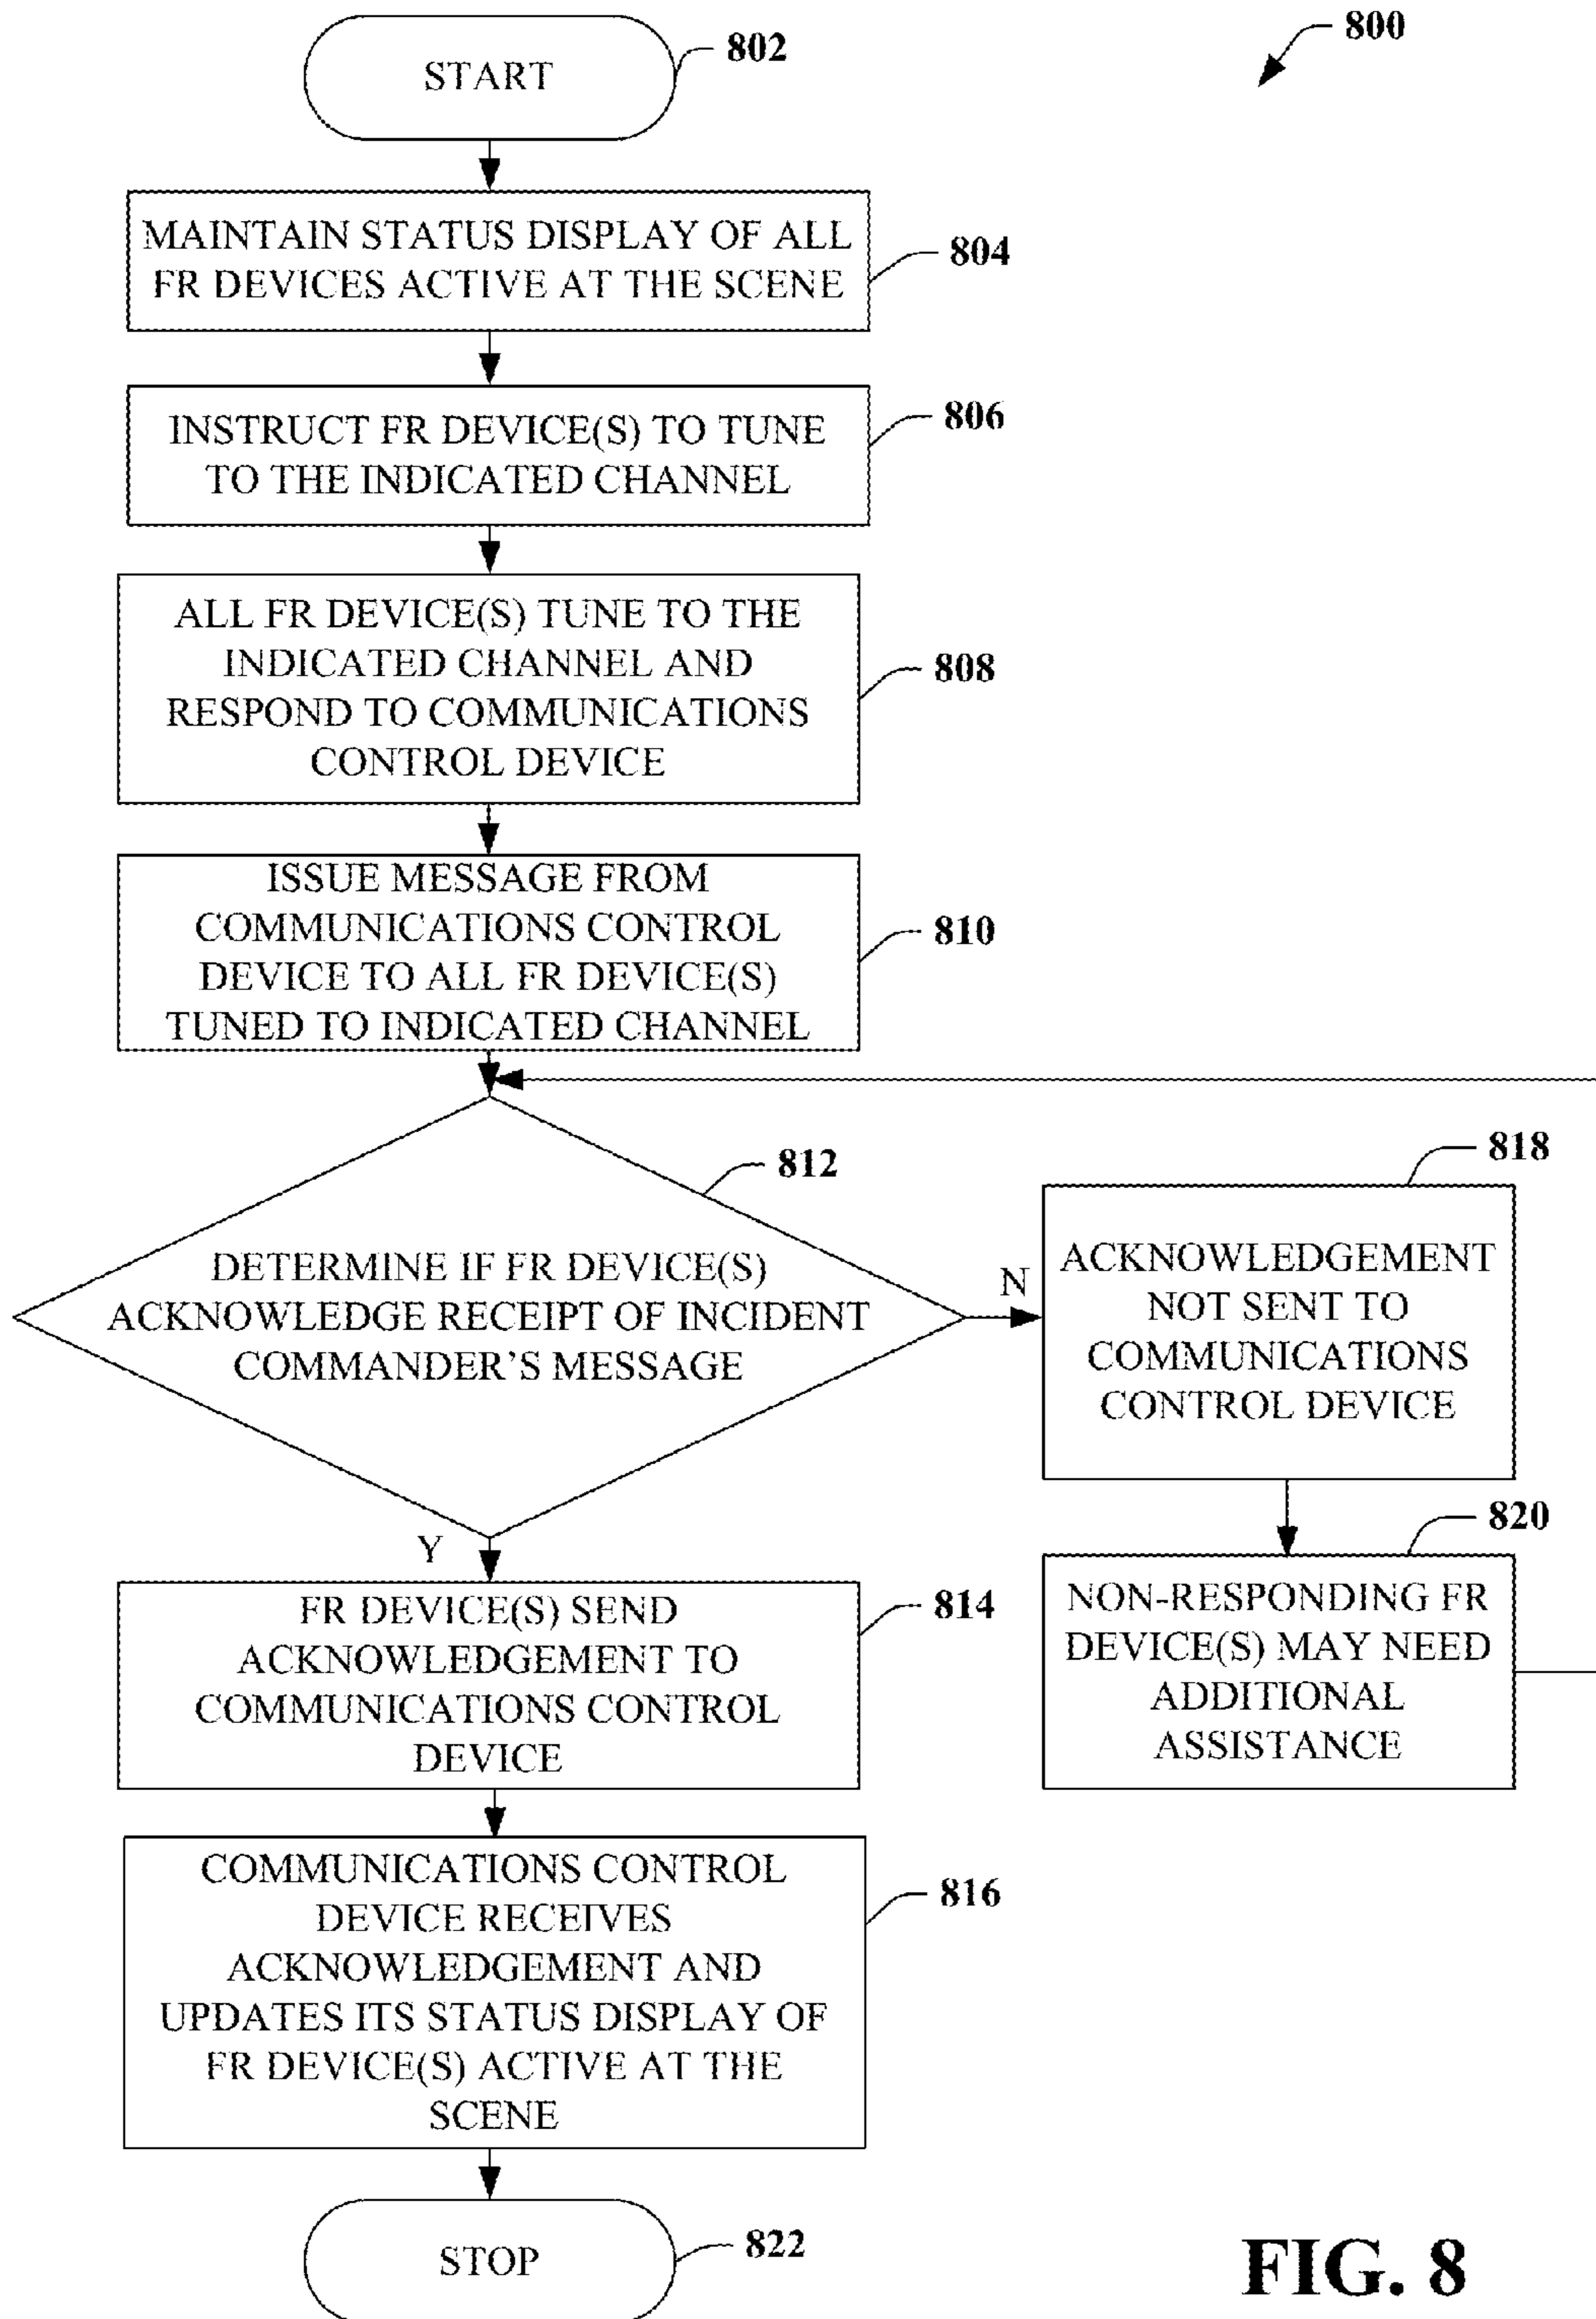 800
START
802
MAINTAIN STATUS DISPLAY OF ALL
FR DEVICES ACTIVE AT THE SCENE
804
INSTRUCT FR DEVICE(S) TO TUNE
TO THE INDICATED CHANNEL
806
ALL FR DEVICE(S) TUNE TO THE
INDICATED CHANNEL AND
RESPOND TO COMMUNICATIONS
CONTROL DEVICE
808
ISSUE MESSAGE FROM
COMMUNICATIONS CONTROL
DEVICE TO ALL FR DEVICE(S)
TUNED TO INDICATED CHANNEL
810
812
DETERMINE IF FR DEVICE(S)
ACKNOWLEDGE RECEIPT OF INCIDENT
COMMANDER'S MESSAGE
N
818
ACKNOWLEDGEMENT
NOT SENT TO
COMMUNICATIONS
CONTROL DEVICE
820
NON-RESPONDING FR
DEVICE(S) MAY NEED
ADDITIONAL
ASSISTANCE
Y
FR DEVICE(S) SEND
ACKNOWLEDGEMENT TO
COMMUNICATIONS CONTROL
DEVICE
814
COMMUNICATIONS CONTROL
DEVICE RECEIVES
ACKNOWLEDGEMENT AND
UPDATES ITS STATUS DISPLAY OF
FR DEVICE(S) ACTIVE AT THE
SCENE
816
STOP
822
FIG. 8